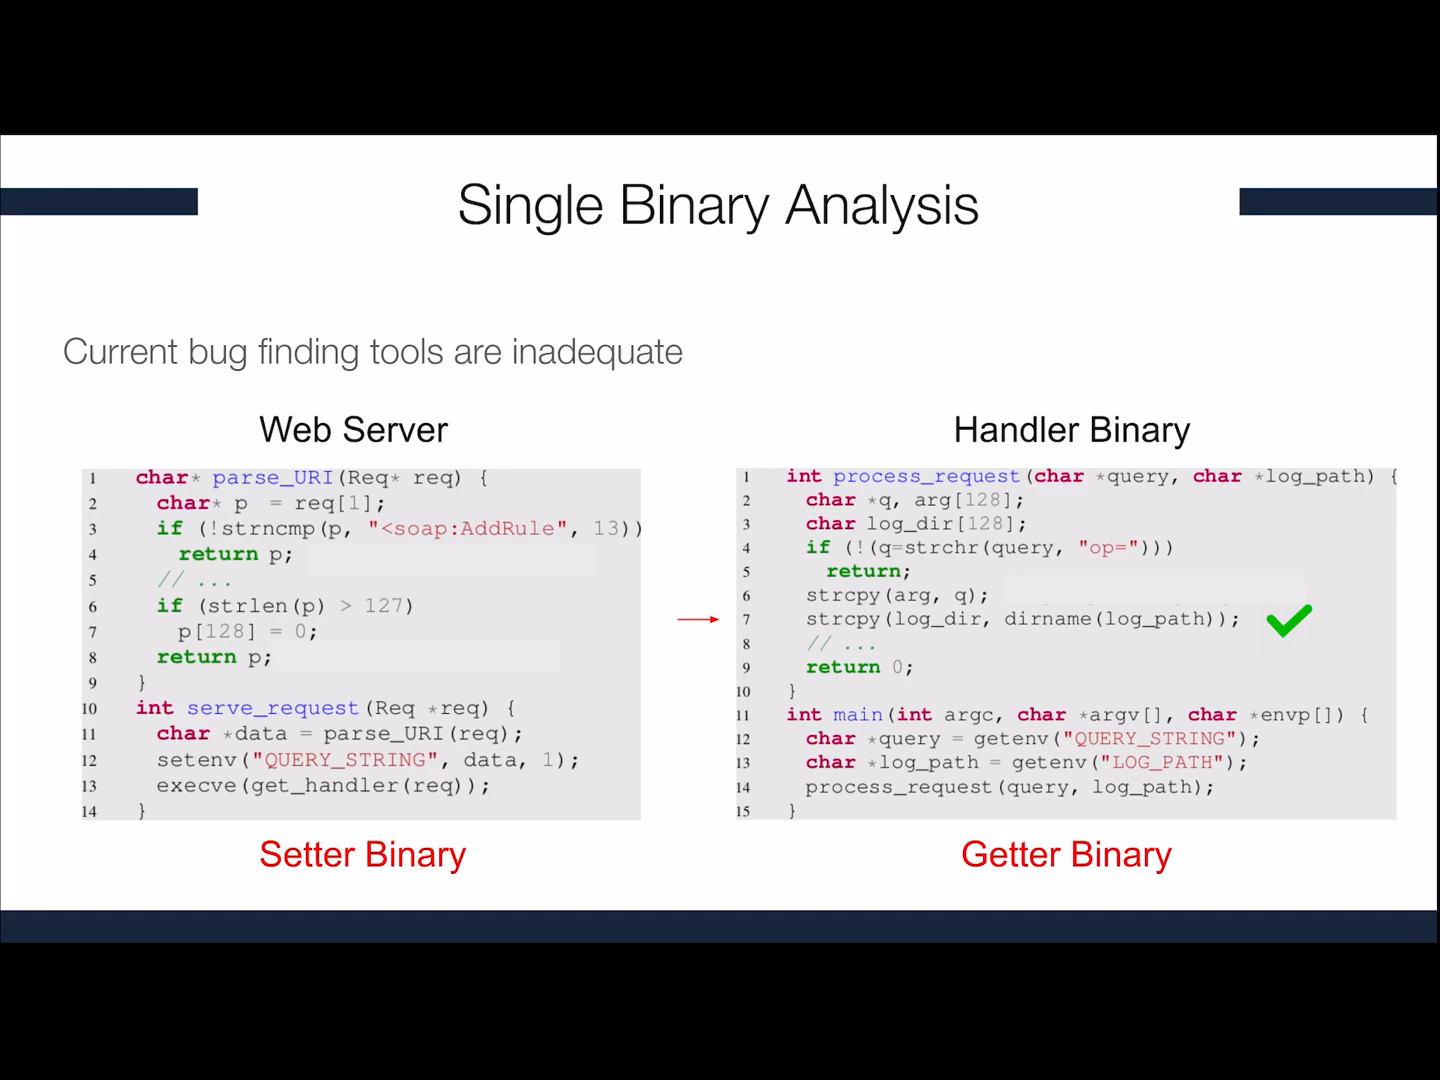 Single Binary Analysis
Current bug finding tools are inadequate
Web Server
1 char* parse_URI(Req* req) {
2 char* p = req[1];
3 if (!strncmp(p, "<soap:AddRule", 13))
4 return p;
5 // ...
6 if (strlen(p) > 127)
7 p[128] = 0;
8 return p;
9 }
10 int serve_request(Req *req) {
11 char *data = parse_URI(req);
12 setenv("QUERY_STRING", data, 1);
13 execve(get_handler(req));
14 }
Setter Binary
Handler Binary
1 int process_request(char *query, char *log_path) {
2 char *q, arg[128];
3 char log_dir[128];
4 if (!(q=strchr(query, "op=")))
5 return;
6 strcpy(arg, q);
7 strcpy(log_dir, dirname(log_path));
8 // ...
9 return 0;
10 }
11 int main(int argc, char *argv[], char *envp[]) {
12 char *query = getenv("QUERY_STRING");
13 char *log_path = getenv("LOG_PATH");
14 process_request(query, log_path);
15 }
Getter Binary